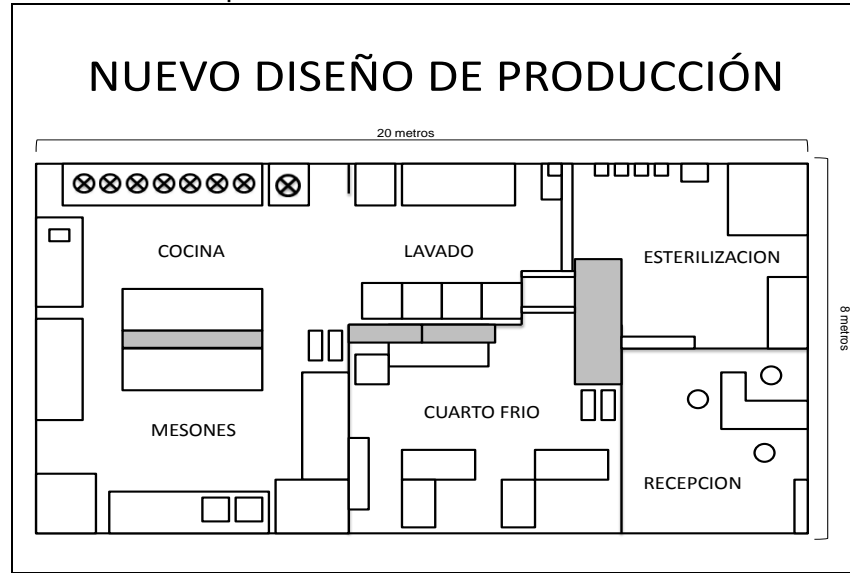 NUEVO DISEÑO DE PRODUCCIÓN
20 metros
COCINA
LAVADO
ESTERILIZACION
8 metros
MESONES
CUARTO FRIO
RECEPCION